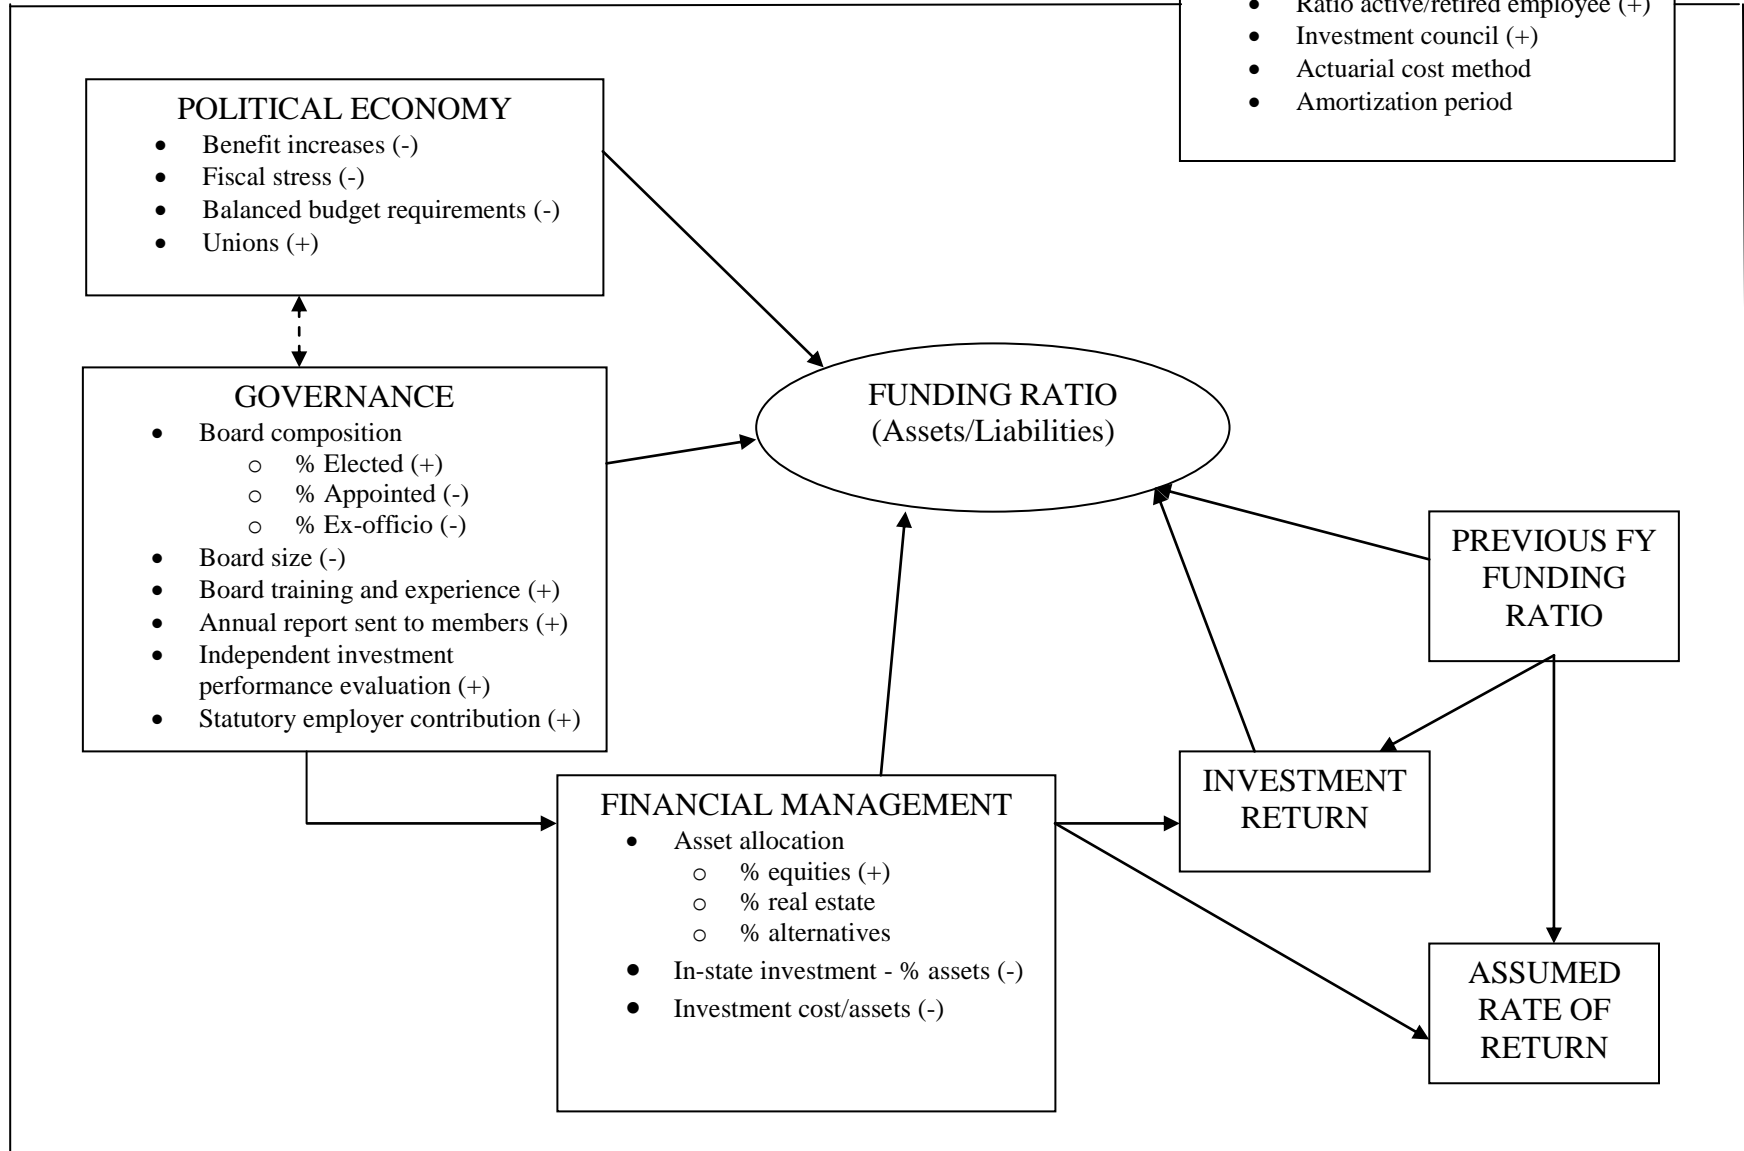 Ratio active/retired employee (+)
Investment council (+)
Actuarial cost method
Amortization period
POLITICAL ECONOMY
Benefit increases (-)
Fiscal stress (-)
Balanced budget requirements (-)
Unions (+)
GOVERNANCE
Board composition
% Elected (+)
% Appointed (-)
% Ex-officio (-)
Board size (-)
Board training and experience (+)
Annual report sent to members (+)
Independent investment
performance evaluation (+)
Statutory employer contribution (+)
FUNDING RATIO
(Assets/Liabilities)
PREVIOUS FY
FUNDING
RATIO
FINANCIAL MANAGEMENT
Asset allocation
% equities (+)
% real estate
% alternatives
In-state investment - % assets (-)
Investment cost/assets (-)
INVESTMENT
RETURN
ASSUMED
RATE OF
RETURN